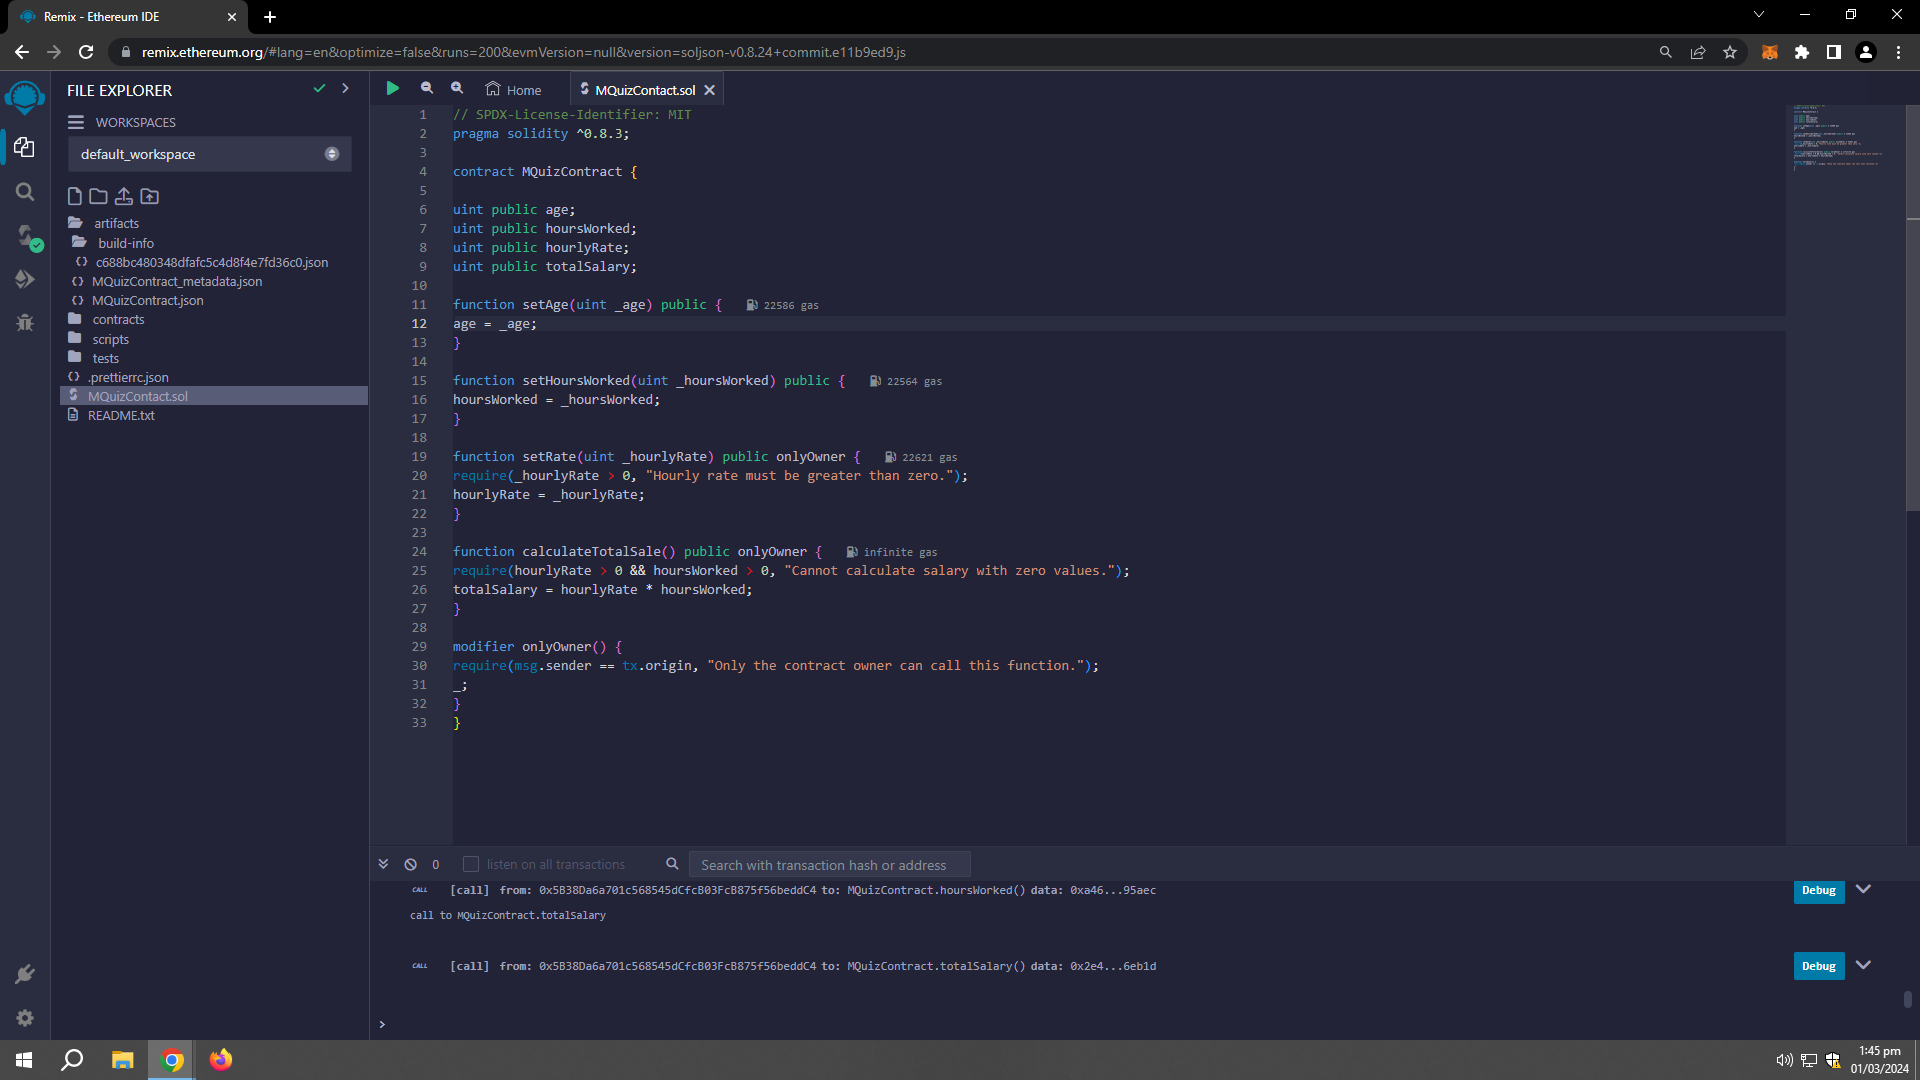 Remix - Ethereum IDE
remix.ethereum.org/#lang=en&optimize=false&runs=200&evmVersion=null&version=soljson-v0.8.24+commit.e11b9ed9.js
FILE EXPLORER
WORKSPACES
default_workspace
artifacts
build-info
c688bc480348dfafc5c4d8f4e7fd36c0.json
MQuizContract_metadata.json
MQuizContract.json
contracts
scripts
tests
.prettierrc.json
MQuizContact.sol
README.txt
Home
MQuizContact.sol
1 // SPDX-License-Identifier: MIT
2 pragma solidity ^0.8.3;
3
4 contract MQuizContract {
5
6 uint public age;
7 uint public hoursWorked;
8 uint public hourlyRate;
9 uint public totalSalary;
10
11 function setAge(uint _age) public { 22586 gas
12 age = _age;
13 }
14
15 function setHoursWorked(uint _hoursWorked) public { 22564 gas
16 hoursWorked = _hoursWorked;
17 }
18
19 function setRate(uint _hourlyRate) public onlyOwner { 22621 gas
20 require(_hourlyRate > 0, "Hourly rate must be greater than zero.");
21 hourlyRate = _hourlyRate;
22 }
23
24 function calculateTotalSale() public onlyOwner { infinite gas
25 require(hourlyRate > 0 && hoursWorked > 0, "Cannot calculate salary with zero values.");
26 totalSalary = hourlyRate * hoursWorked;
27 }
28
29 modifier onlyOwner() {
30 require(msg.sender == tx.origin, "Only the contract owner can call this function.");
31 _;
32 }
33 }
0 listen on all transactions Search with transaction hash or address
CALL [call] from: 0x5B38Da6a701c568545dCfcB03FcB875f56beddC4 to: MQuizContract.hoursWorked() data: 0xa46...95aec Debug
call to MQuizContract.totalSalary
CALL [call] from: 0x5B38Da6a701c568545dCfcB03FcB875f56beddC4 to: MQuizContract.totalSalary() data: 0x2e4...6eb1d Debug
>
1:45 pm
01/03/2024